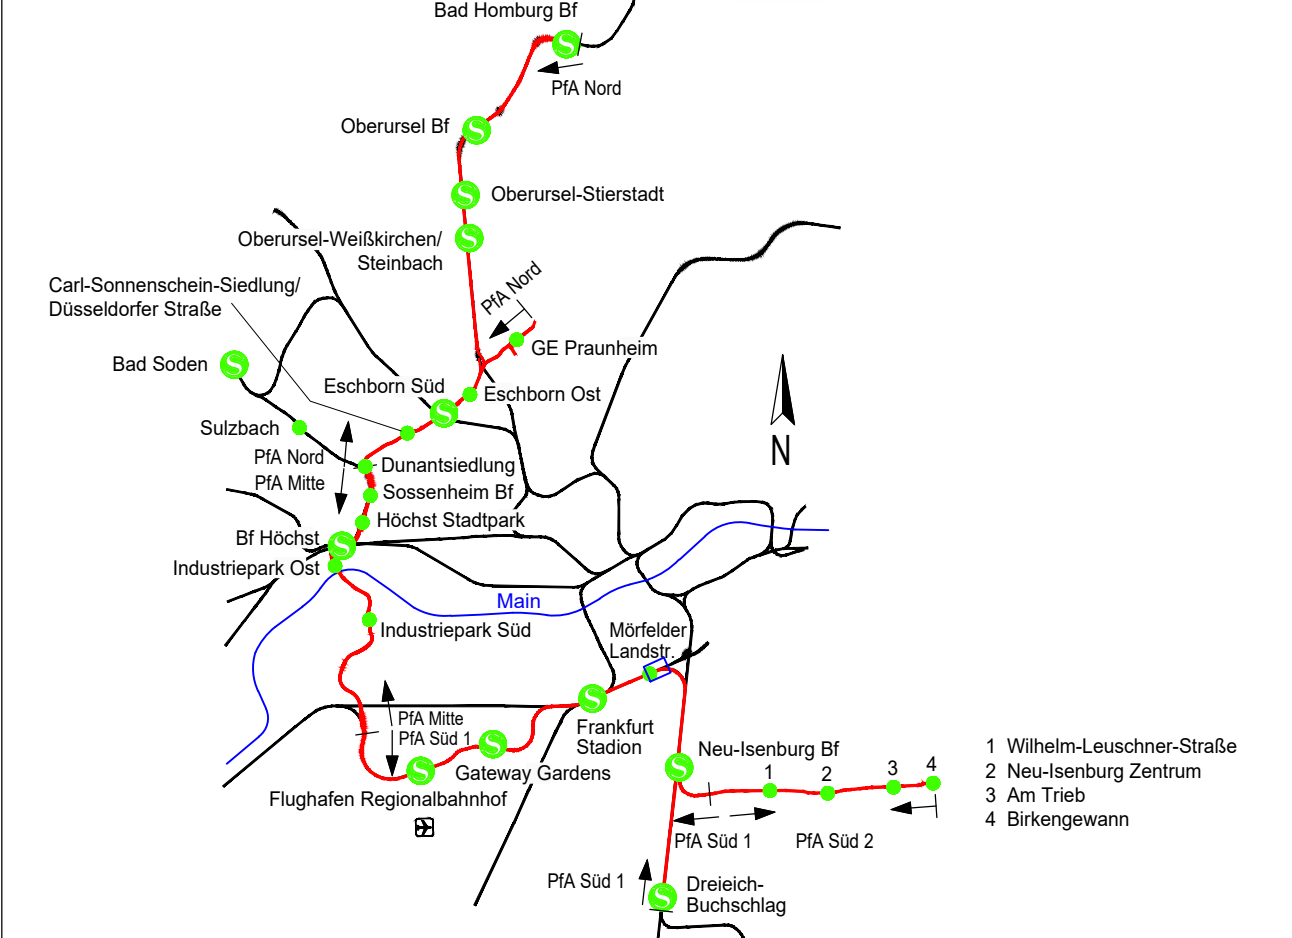 Bad Homburg Bf
PfA Nord
Oberursel Bf
Oberursel-Stierstadt
Oberursel-Weißkirchen/
Steinbach
PfA Nord
Carl-Sonnenschein-Siedlung/
Düsseldorfer Straße
GE Praunheim
Bad Soden
Eschborn Süd
Eschborn Ost
Sulzbach
PfA Nord
PfA Mitte
Dunantsiedlung
Sossenheim Bf
Höchst Stadtpark
N
Bf Höchst
Industriepark Ost
Main
Industriepark Süd
Mörfelder
Landstr.
PfA Mitte
PfA Süd 1
Frankfurt
Stadion
Gateway Gardens
Flughafen Regionalbahnhof
Neu-Isenburg Bf
1
2
3
4
PfA Süd 1
PfA Süd 2
1 Wilhelm-Leuschner-Straße
2 Neu-Isenburg Zentrum
3 Am Trieb
4 Birkengewann
PfA Süd 1
Dreieich-
Buchschlag